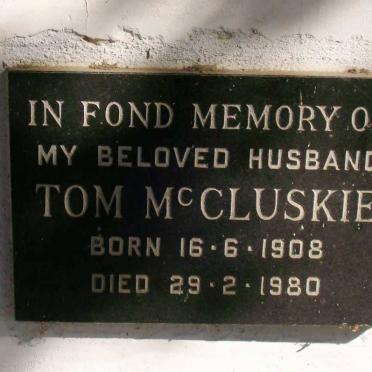 IN FOND MEMORY O
MY BELOVED HUSBAND
TOM McCLUSKIE
BORN 16·6·1908
DIED 29·2·1980